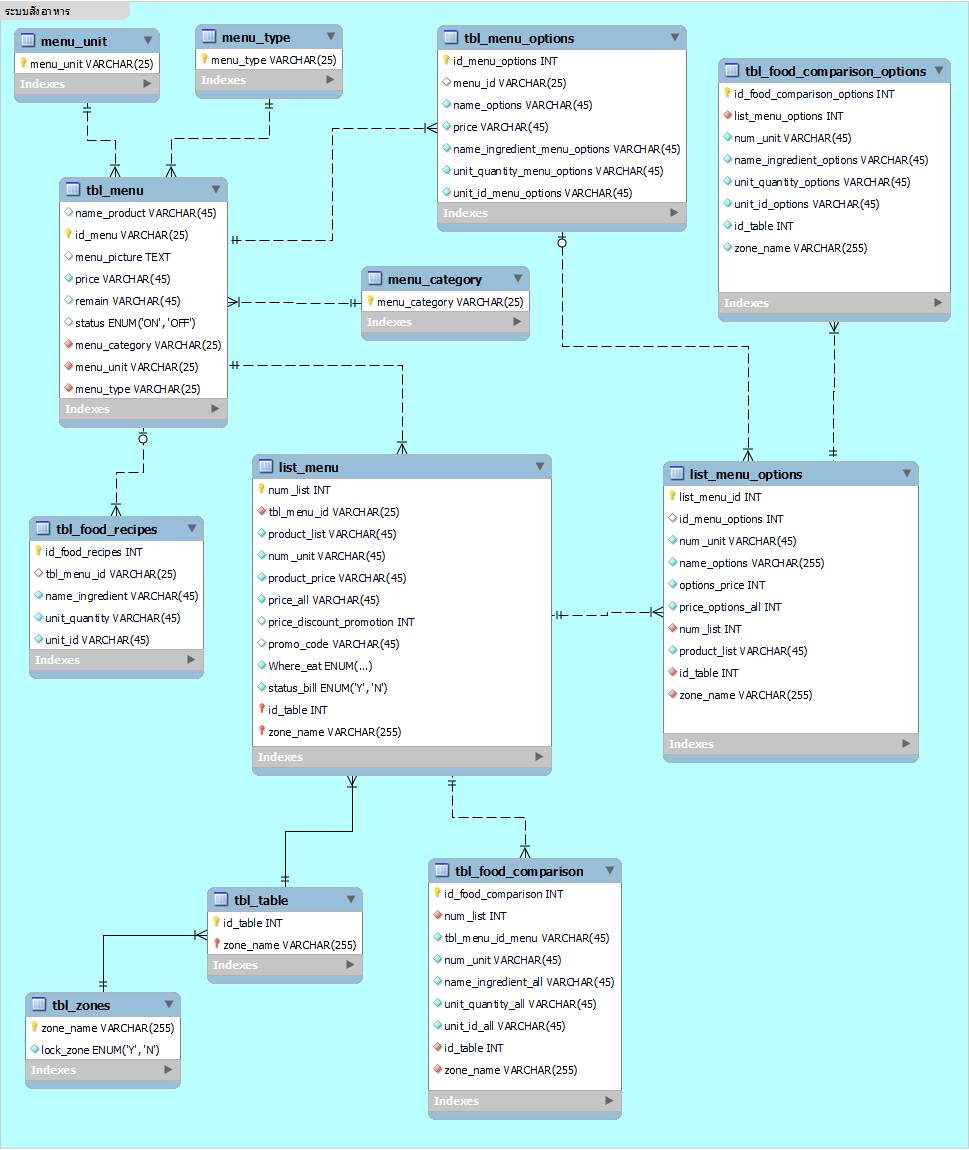 ระบบสั่งอาหาร
menu_unit
menu_unit VARCHAR(25)
Indexes
menu_type
menu_type VARCHAR(25)
Indexes
tbl_menu_options
id_menu_options INT
menu_id VARCHAR(25)
name_options VARCHAR(45)
price VARCHAR(45)
name_ingredient_menu_options VARCHAR(45)
unit_quantity_menu_options VARCHAR(45)
unit_id_menu_options VARCHAR(45)
Indexes
tbl_food_comparison_options
id_food_comparison_options INT
list_menu_options INT
num_unit VARCHAR(45)
name_ingredient_options VARCHAR(45)
unit_quantity_options VARCHAR(45)
unit_id_options VARCHAR(45)
id_table INT
zone_name VARCHAR(255)
Indexes
tbl_menu
name_product VARCHAR(45)
id_menu VARCHAR(25)
menu_picture TEXT
price VARCHAR(45)
remain VARCHAR(45)
status ENUM('ON', 'OFF')
menu_category VARCHAR(25)
menu_unit VARCHAR(25)
menu_type VARCHAR(25)
Indexes
menu_category
menu_category VARCHAR(25)
Indexes
list_menu
num_list INT
tbl_menu_id VARCHAR(25)
product_list VARCHAR(45)
num_unit VARCHAR(45)
product_price VARCHAR(45)
price_all VARCHAR(45)
price_discount_promotion INT
promo_code VARCHAR(45)
Where_eat ENUM(...)
status_bill ENUM('Y', 'N')
id_table INT
zone_name VARCHAR(255)
Indexes
list_menu_options
list_menu_id INT
id_menu_options INT
num_unit VARCHAR(45)
name_options VARCHAR(255)
options_price INT
price_options_all INT
num_list INT
product_list VARCHAR(45)
id_table INT
zone_name VARCHAR(255)
Indexes
tbl_food_recipes
id_food_recipes INT
tbl_menu_id VARCHAR(25)
name_ingredient VARCHAR(45)
unit_quantity VARCHAR(45)
unit_id VARCHAR(45)
Indexes
tbl_table
id_table INT
zone_name VARCHAR(255)
Indexes
tbl_food_comparison
id_food_comparison INT
num_list INT
tbl_menu_id_menu VARCHAR(45)
num_unit VARCHAR(45)
name_ingredient_all VARCHAR(45)
unit_quantity_all VARCHAR(45)
unit_id_all VARCHAR(45)
id_table INT
zone_name VARCHAR(255)
Indexes
tbl_zones
zone_name VARCHAR(255)
lock_zone ENUM('Y', 'N')
Indexes